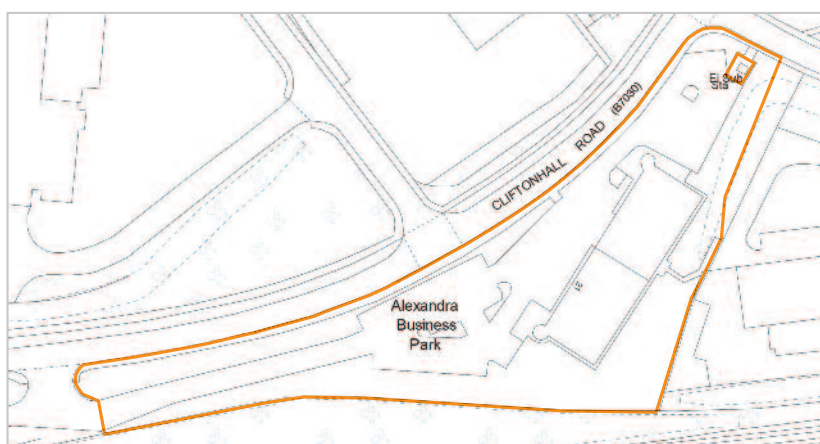 El Sub
Sta
CLIFTONHALL ROAD (B7030)
Alexandra
Business
Park